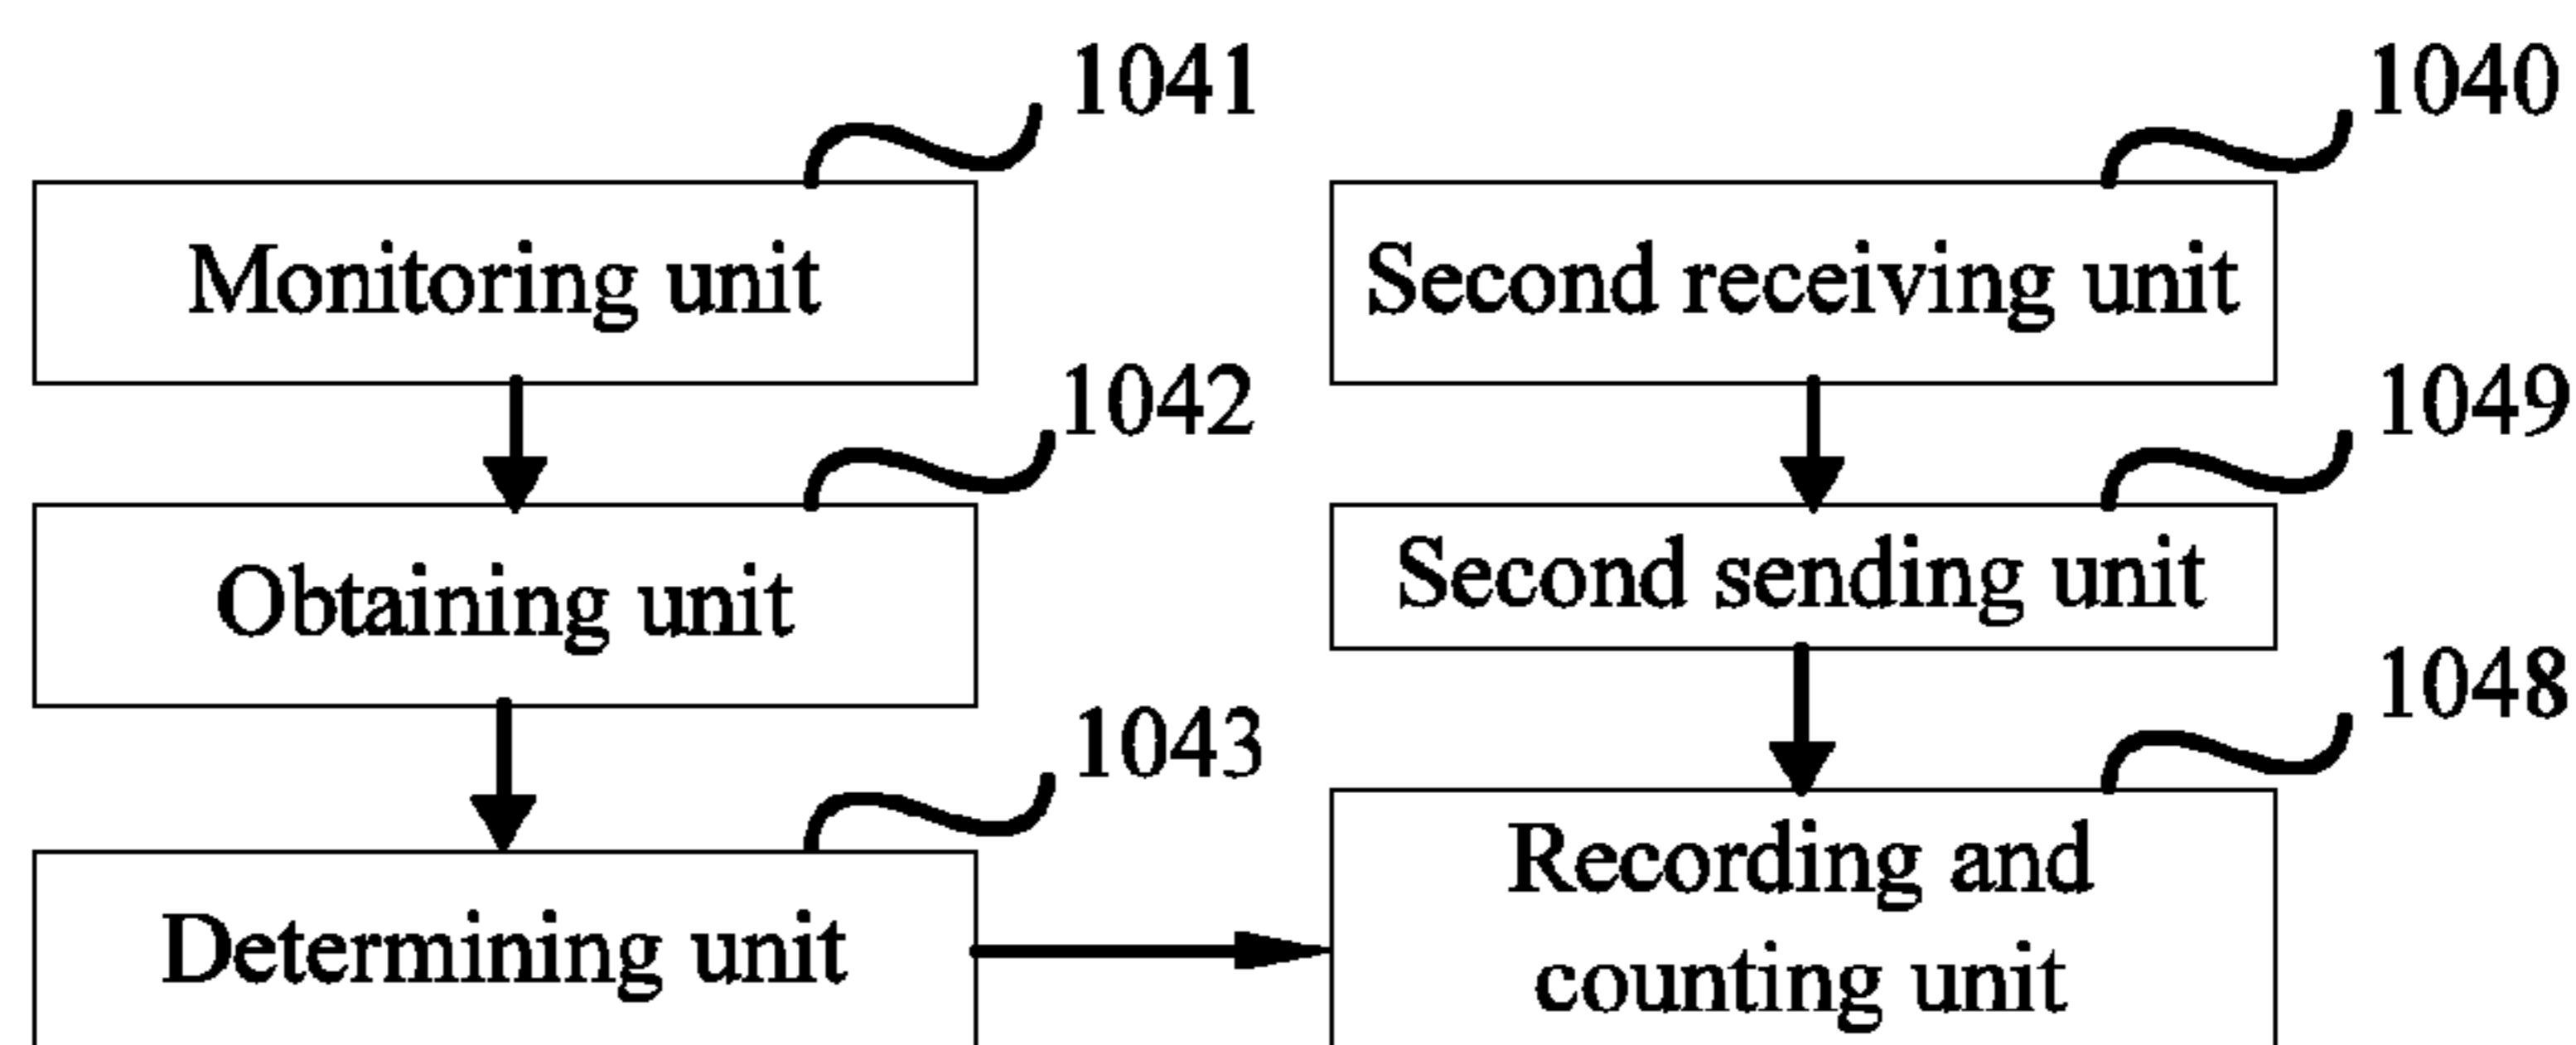 1041
1040
Monitoring unit
Second receiving unit
1042
1049
Obtaining unit
Second sending unit
1043
1048
Determining unit
Recording and
counting unit